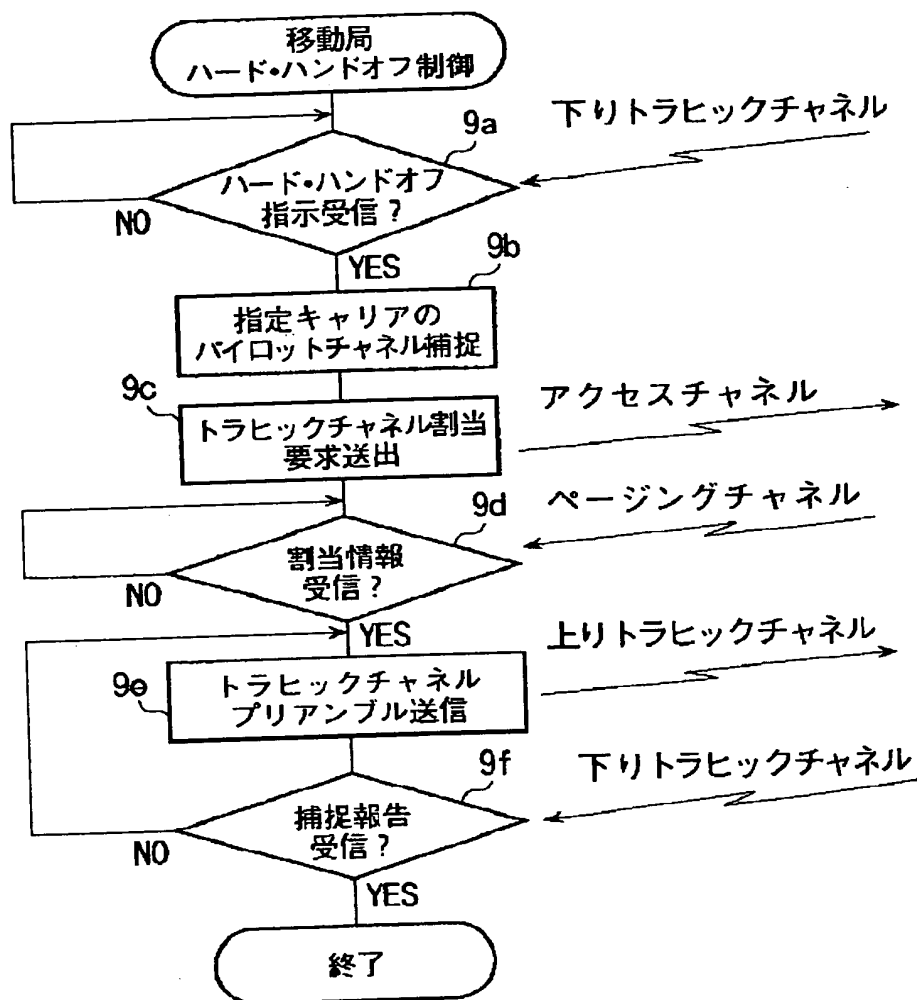 移動局
ハード・ハンドオフ制御
下りトラヒックチャネル
9a
ハード・ハンドオフ
指示受信?
NO
YES
9b
指定キャリアの
パイロットチャネル補捉
9c
アクセスチャネル
トラヒックチャネル割当
要求送出
ページングチャネル
9d
割当情報
受信?
NO
YES
上りトラヒックチャネル
9e
トラヒックチャネル
プリアンブル送信
下りトラヒックチャネル
9f
捕捉報告
受信?
NO
YES
終了